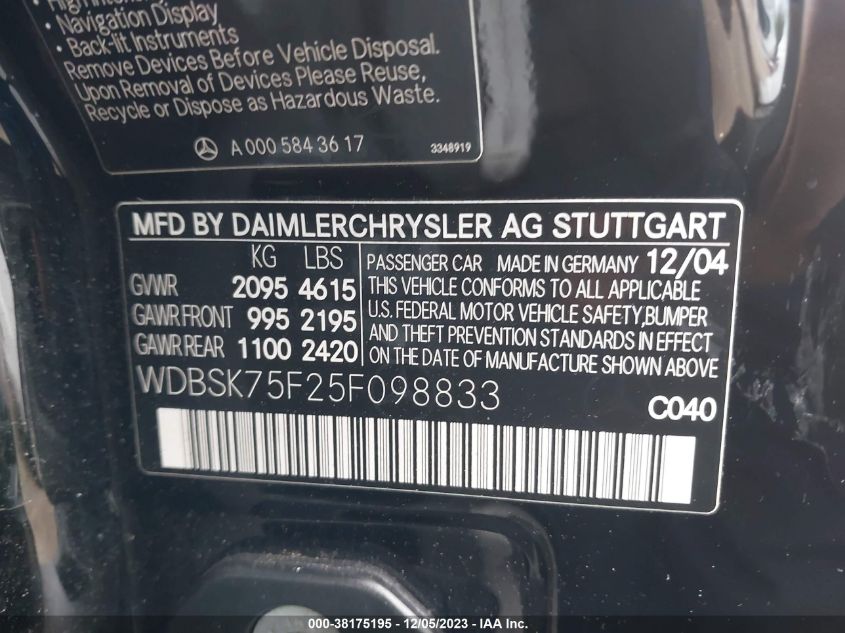 • Navigation Display
• Back-lit Instruments
Remove Devices Before Vehicle Disposal.
Upon Removal of Devices Please Reuse,
Recycle or Dispose as Hazardous Waste.
A 000 584 36 17 3348919
MFD BY DAIMLERCHRYSLER AG STUTTGART
KG LBS
GVWR 2095 4615
GAWR FRONT 995 2195
GAWR REAR 1100 2420
PASSENGER CAR MADE IN GERMANY 12/04
THIS VEHICLE CONFORMS TO ALL APPLICABLE
U.S. FEDERAL MOTOR VEHICLE SAFETY,BUMPER
AND THEFT PREVENTION STANDARDS IN EFFECT
ON THE DATE OF MANUFACTURE SHOWN ABOVE
WDBSK75F25F098833
C040
000-38175195 - 12/05/2023 - IAA Inc.